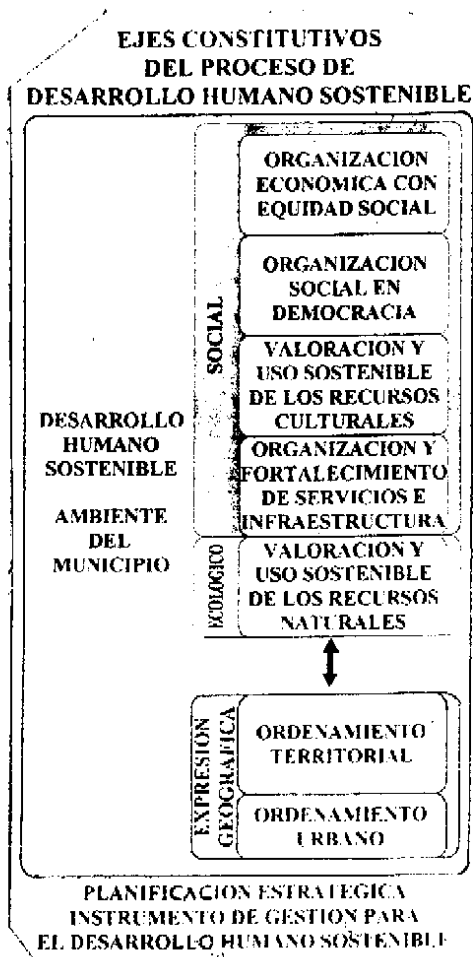 EJES CONSTITUTIVOS
DEL PROCESO DE
DESARROLLO HUMANO SOSTENIBLE
DESARROLLO
HUMANO
SOSTENIBLE
AMBIENTE
DEL
MUNICIPIO
SOCIAL
ORGANIZACION
ECONOMICA CON
EQUIDAD SOCIAL
ORGANIZACION
SOCIAL EN
DEMOCRACIA
VALORACION Y
USO SOSTENIBLE
DE LOS RECURSOS
CULTURALES
ORGANIZACION Y
FORTALECIMIENTO
DE SERVICIOS E
INFRAESTRUCTURA
ECOLOGICO
VALORACION Y
USO SOSTENIBLE
DE LOS RECURSOS
NATURALES
EXPRESION
GEOGRAFICA
ORDENAMIENTO
TERRITORIAL
ORDENAMIENTO
URBANO
PLANIFICACION ESTRATEGICA
INSTRUMENTO DE GESTION PARA
EL DESARROLLO HUMANO SOSTENIBLE